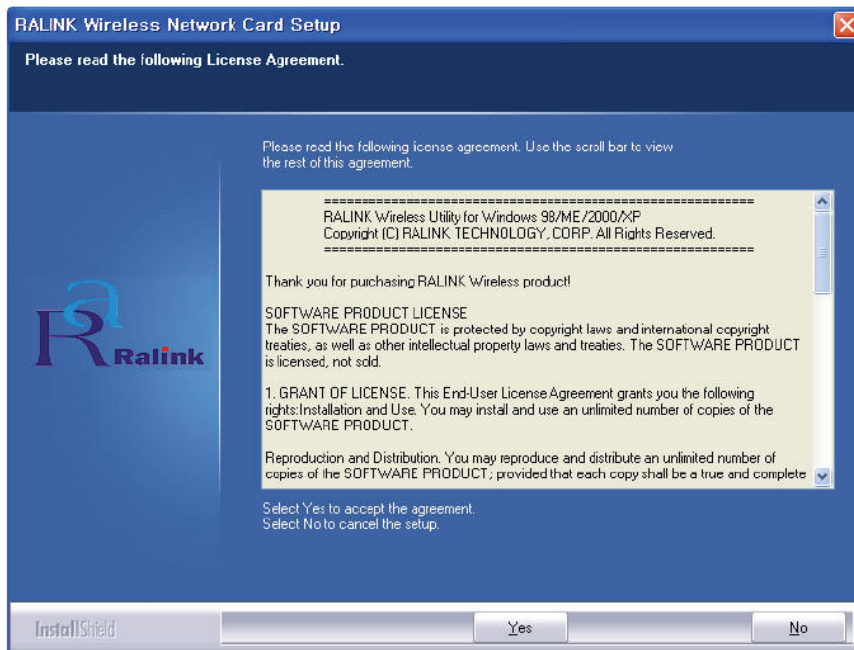 RALINK Wireless Network Card Setup
Please read the following License Agreement.
Please read the following license agreement. Use the scroll bar to view
the rest of this agreement.
============================================================
RALINK Wireless Utility for Windows 98/ME/2000/XP
Copyright (C) RALINK TECHNOLOGY, CORP. All Rights Reserved.
============================================================
Thank you for purchasing RALINK Wireless product!
SOFTWARE PRODUCT LICENSE
The SOFTWARE PRODUCT is protected by copyright laws and international copyright
treaties, as well as other intellectual property laws and treaties. The SOFTWARE PRODUCT
is licensed, not sold.
1. GRANT OF LICENSE. This End-User License Agreement grants you the following
rights:Installation and Use. You may install and use an unlimited number of copies of the
SOFTWARE PRODUCT.
Reproduction and Distribution. You may reproduce and distribute an unlimited number of
copies of the SOFTWARE PRODUCT; provided that each copy shall be a true and complete
Ra
Ralink
Select Yes to accept the agreement.
Select No to cancel the setup.
InstallShield
Yes
No